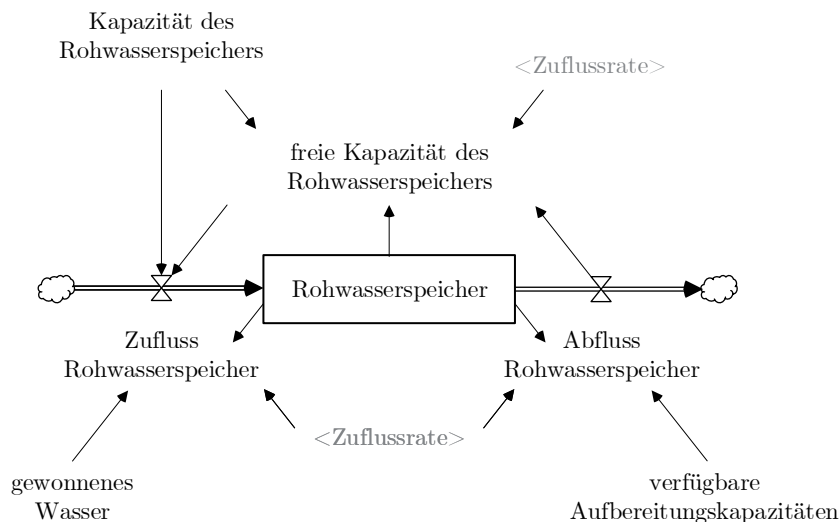 Kapazität des
Rohwasserspeichers
<Zuflussrate>
freie Kapazität des
Rohwasserspeichers
Rohwasserspeicher
Zufluss
Rohwasserspeicher
Abfluss
Rohwasserspeicher
<Zuflussrate>
gewonnenes
Wasser
verfügbare
Aufbereitungskapazitäten